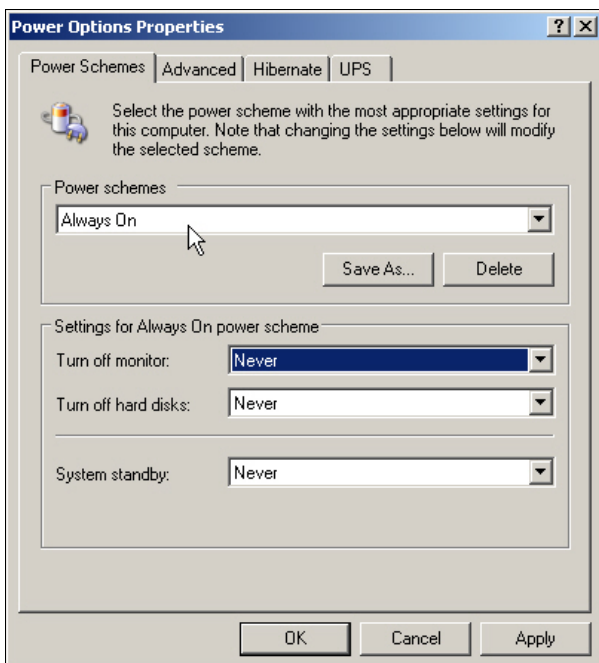 Power Options Properties
Power Schemes Advanced Hibernate UPS
Select the power scheme with the most appropriate settings for
this computer. Note that changing the settings below will modify
the selected scheme.
Power schemes
Always On
Save As... Delete
Settings for Always On power scheme
Turn off monitor: Never
Turn off hard disks: Never
System standby: Never
OK Cancel Apply